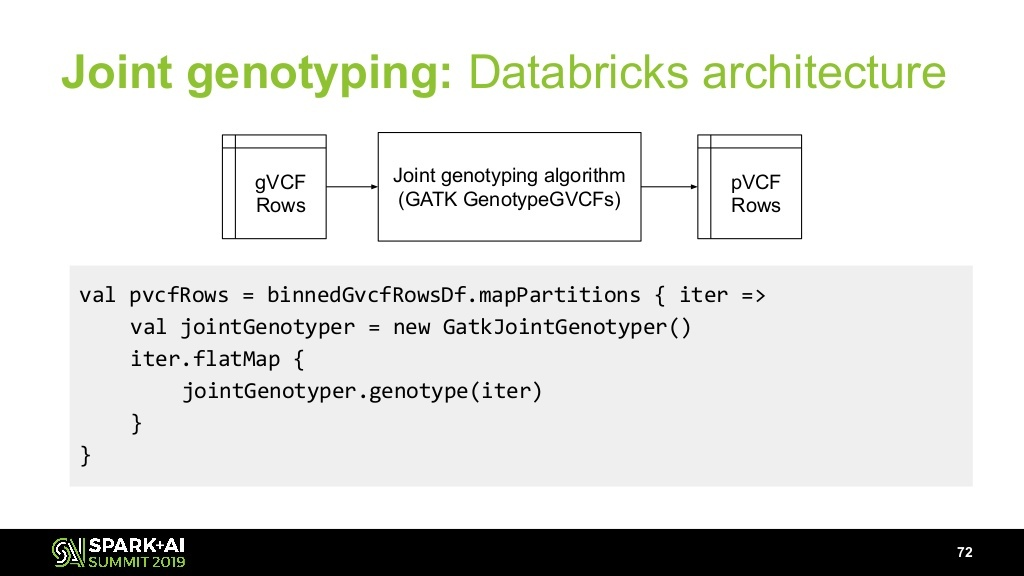 Joint genotyping: Databricks architecture
gVCF
Rows
Joint genotyping algorithm
(GATK GenotypeGVCFs)
pVCF
Rows
val pvcfRows = binnedGvcfRowsDf.mapPartitions { iter =>
    val jointGenotyper = new GatkJointGenotyper()
    iter.flatMap {
        jointGenotyper.genotype(iter)
    }
}
SPARK+AI
SUMMIT 2019
72